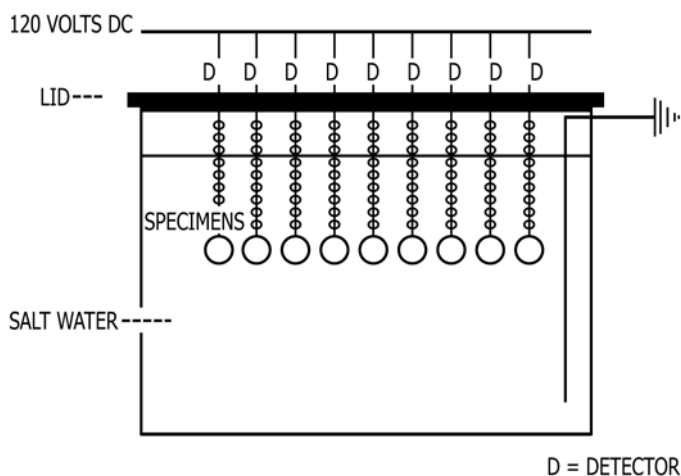 120 VOLTS DC
D D D D D D D D D
LID
SPECIMENS
SALT WATER
D = DETECTOR